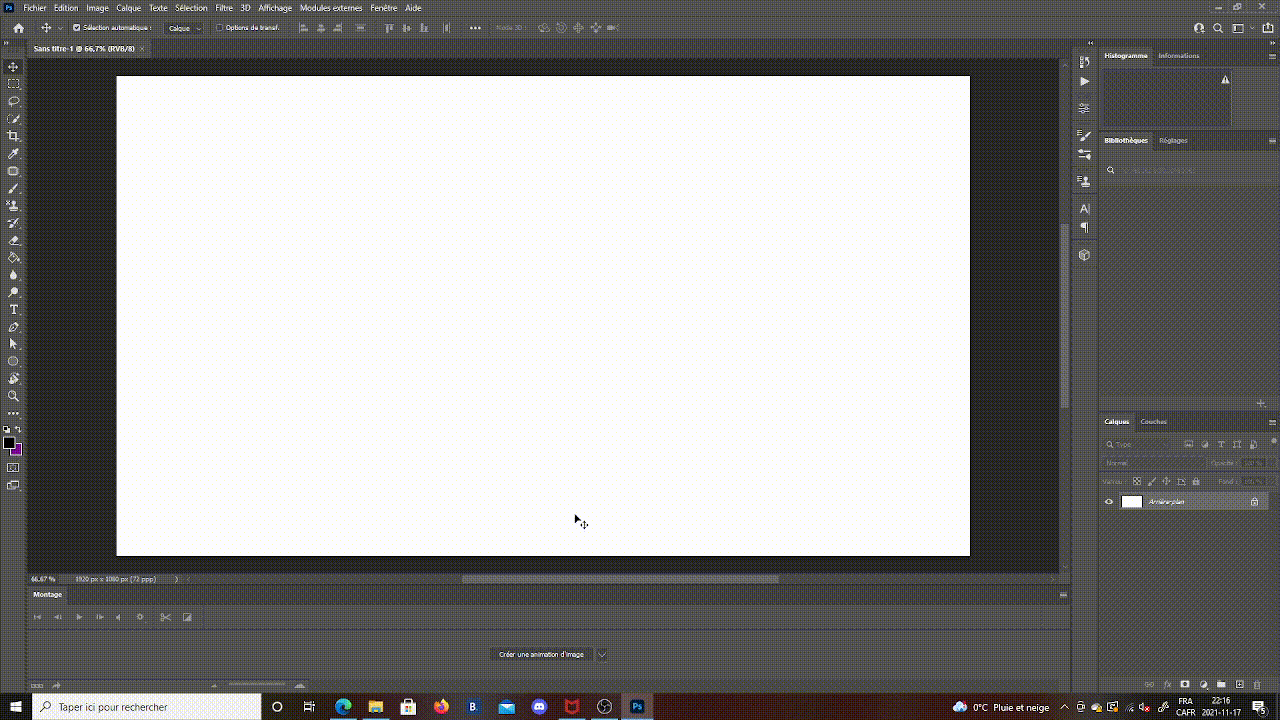 Fichier Edition Image Calque Texte Sélection Filtre 3D Affichage Modules externes Fenêtre Aide
Sélection automatique : Calque Options de transf. Mode 3D :
Sans titre-1 @ 66,7% (RVB/8)
Histogramme Informations
Bibliothèques Réglages
Calques Couches
Type
Normal Opacité :
Verrou : Fond :
Arrière-plan
66,67 % 1920 px x 1080 px (72 ppp)
Montage
Créer une animation d'image
Taper ici pour rechercher
0°C Pluie et neige
FRA
CAFR
22:16
2021-11-17